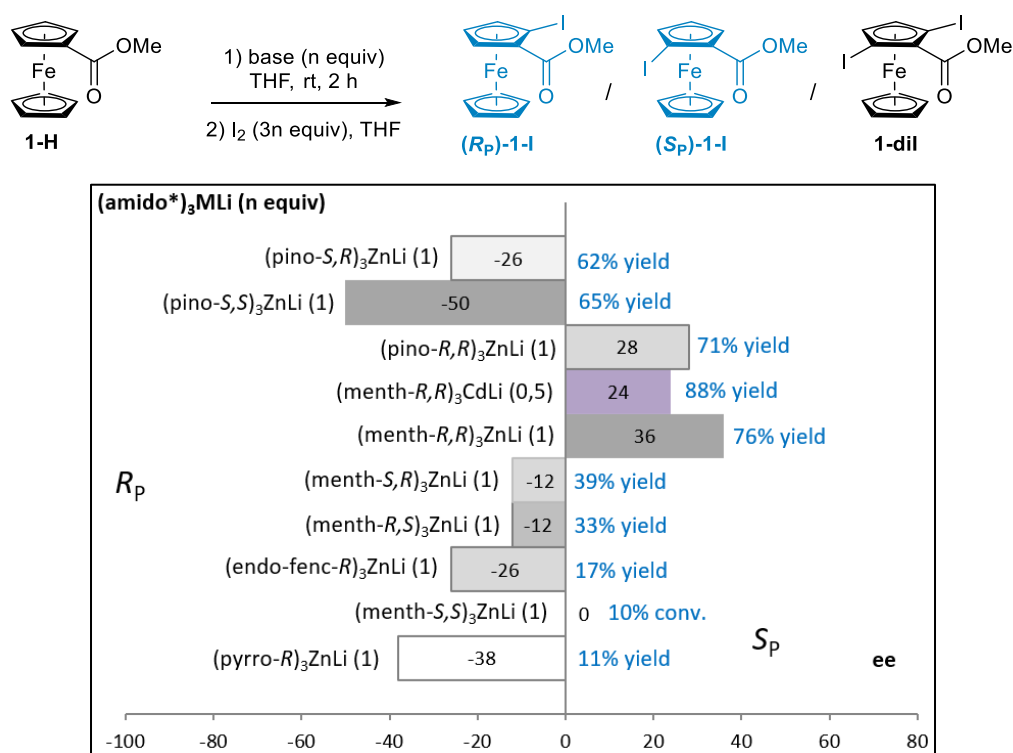 I
I
OMe
1) base (n equiv)
OMe
OMe
OMe
I
I
Fe
THF, rt, 2 h
Fe
Fe
Fe
O
O
/
O
/
O
2) I₂ (3n equiv), THF
1-H
(R_P)-1-I
(S_P)-1-I
1-diI
(amido*)₃MLi (n equiv)
(pino-S,R)₃ZnLi (1)
-26
62% yield
(pino-S,S)₃ZnLi (1)
-50
65% yield
(pino-R,R)₃ZnLi (1)
28
71% yield
(menth-R,R)₃CdLi (0,5)
24
88% yield
(menth-R,R)₃ZnLi (1)
36
76% yield
R_P
(menth-S,R)₃ZnLi (1)
-12
39% yield
(menth-R,S)₃ZnLi (1)
-12
33% yield
(endo-fenc-R)₃ZnLi (1)
-26
17% yield
(menth-S,S)₃ZnLi (1)
0
10% conv.
S_P
(pyrro-R)₃ZnLi (1)
-38
11% yield
ee
-100 -80 -60 -40 -20 0 20 40 60 80